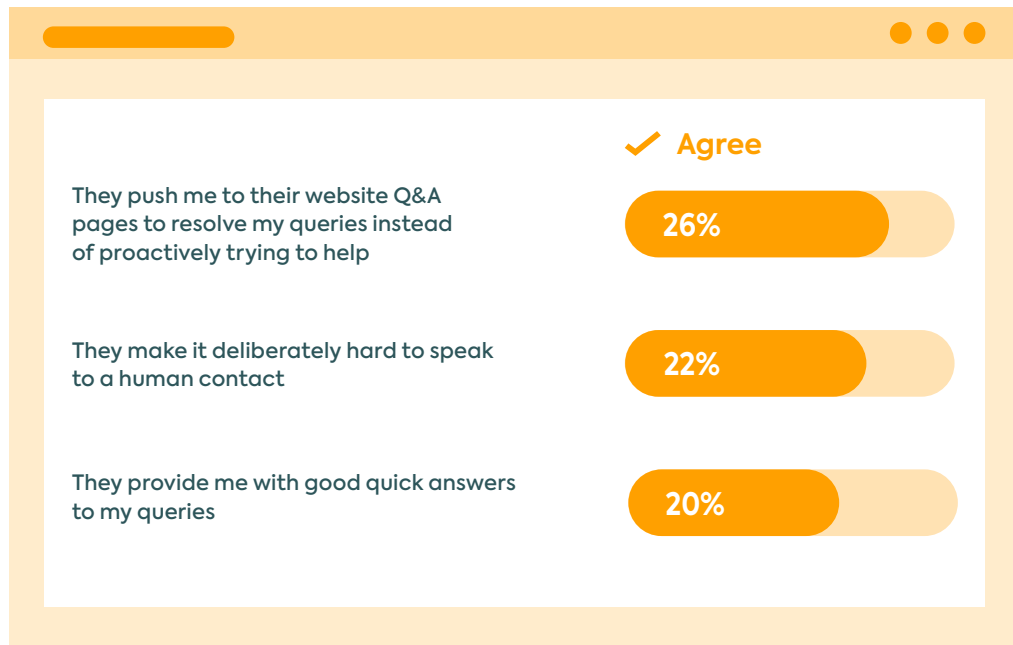 Agree
They push me to their website Q&A
pages to resolve my queries instead
of proactively trying to help
26%
They make it deliberately hard to speak
to a human contact
22%
They provide me with good quick answers
to my queries
20%